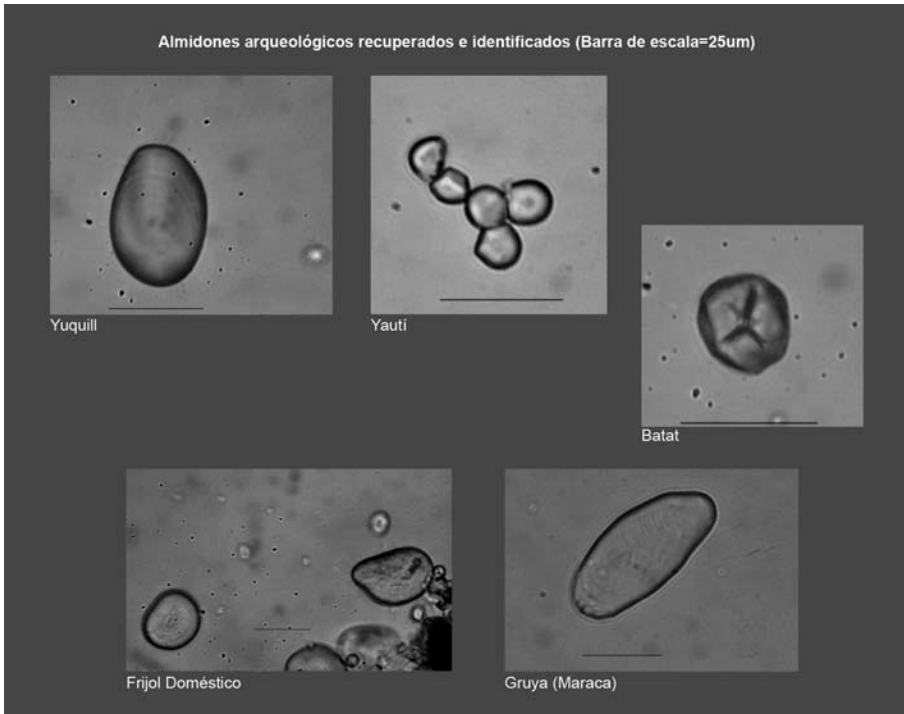 Almidones arqueológicos recuperados e identificados (Barra de escala=25um)
Yuquill
Yautí
Batat
Frijol Doméstico
Gruya (Maraca)